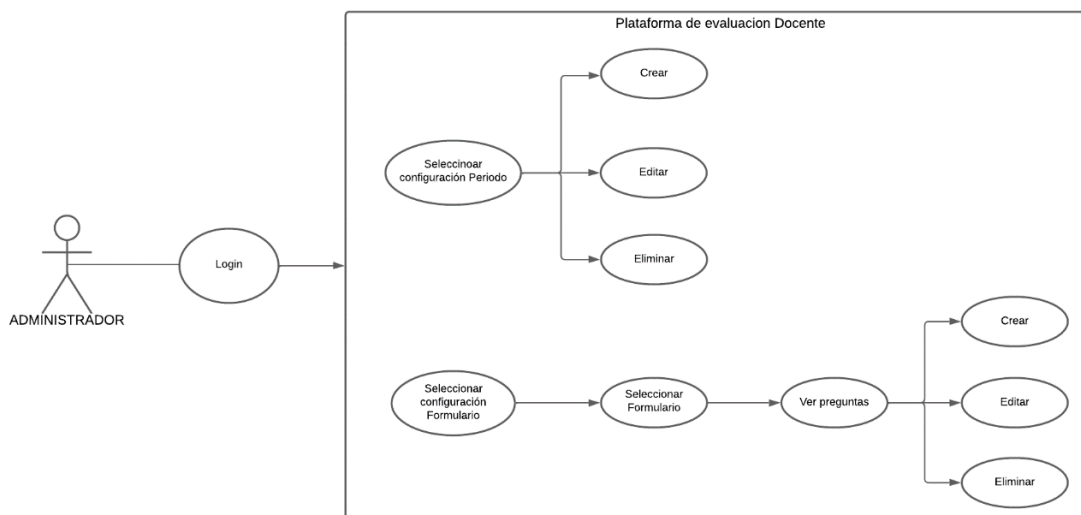 Plataforma de evaluacion Docente
Crear
Seleccinoar
configuración Periodo
Editar
Eliminar
Login
ADMINISTRADOR
Seleccionar
configuración
Formulario
Seleccionar
Formulario
Ver preguntas
Crear
Editar
Eliminar